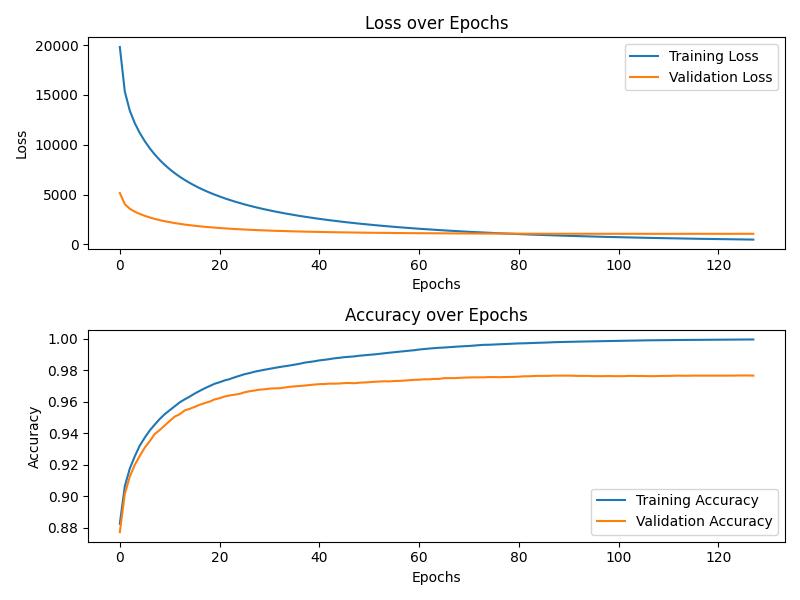 Loss over Epochs
20000
15000
10000
5000
0
Loss
Training Loss
Validation Loss
0 20 40 60 80 100 120
Epochs
Accuracy over Epochs
1.00
0.98
0.96
0.94
0.92
0.90
0.88
Accuracy
Training Accuracy
Validation Accuracy
0 20 40 60 80 100 120
Epochs